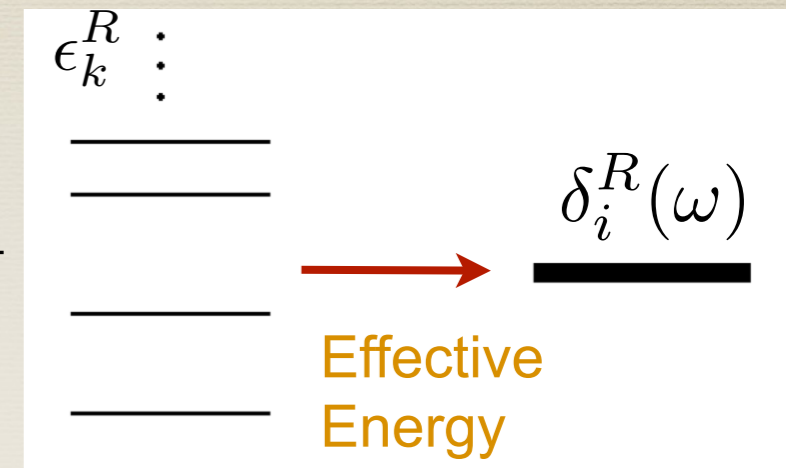 ϵ_k^R
δ_i^R(ω)
Effective
Energy